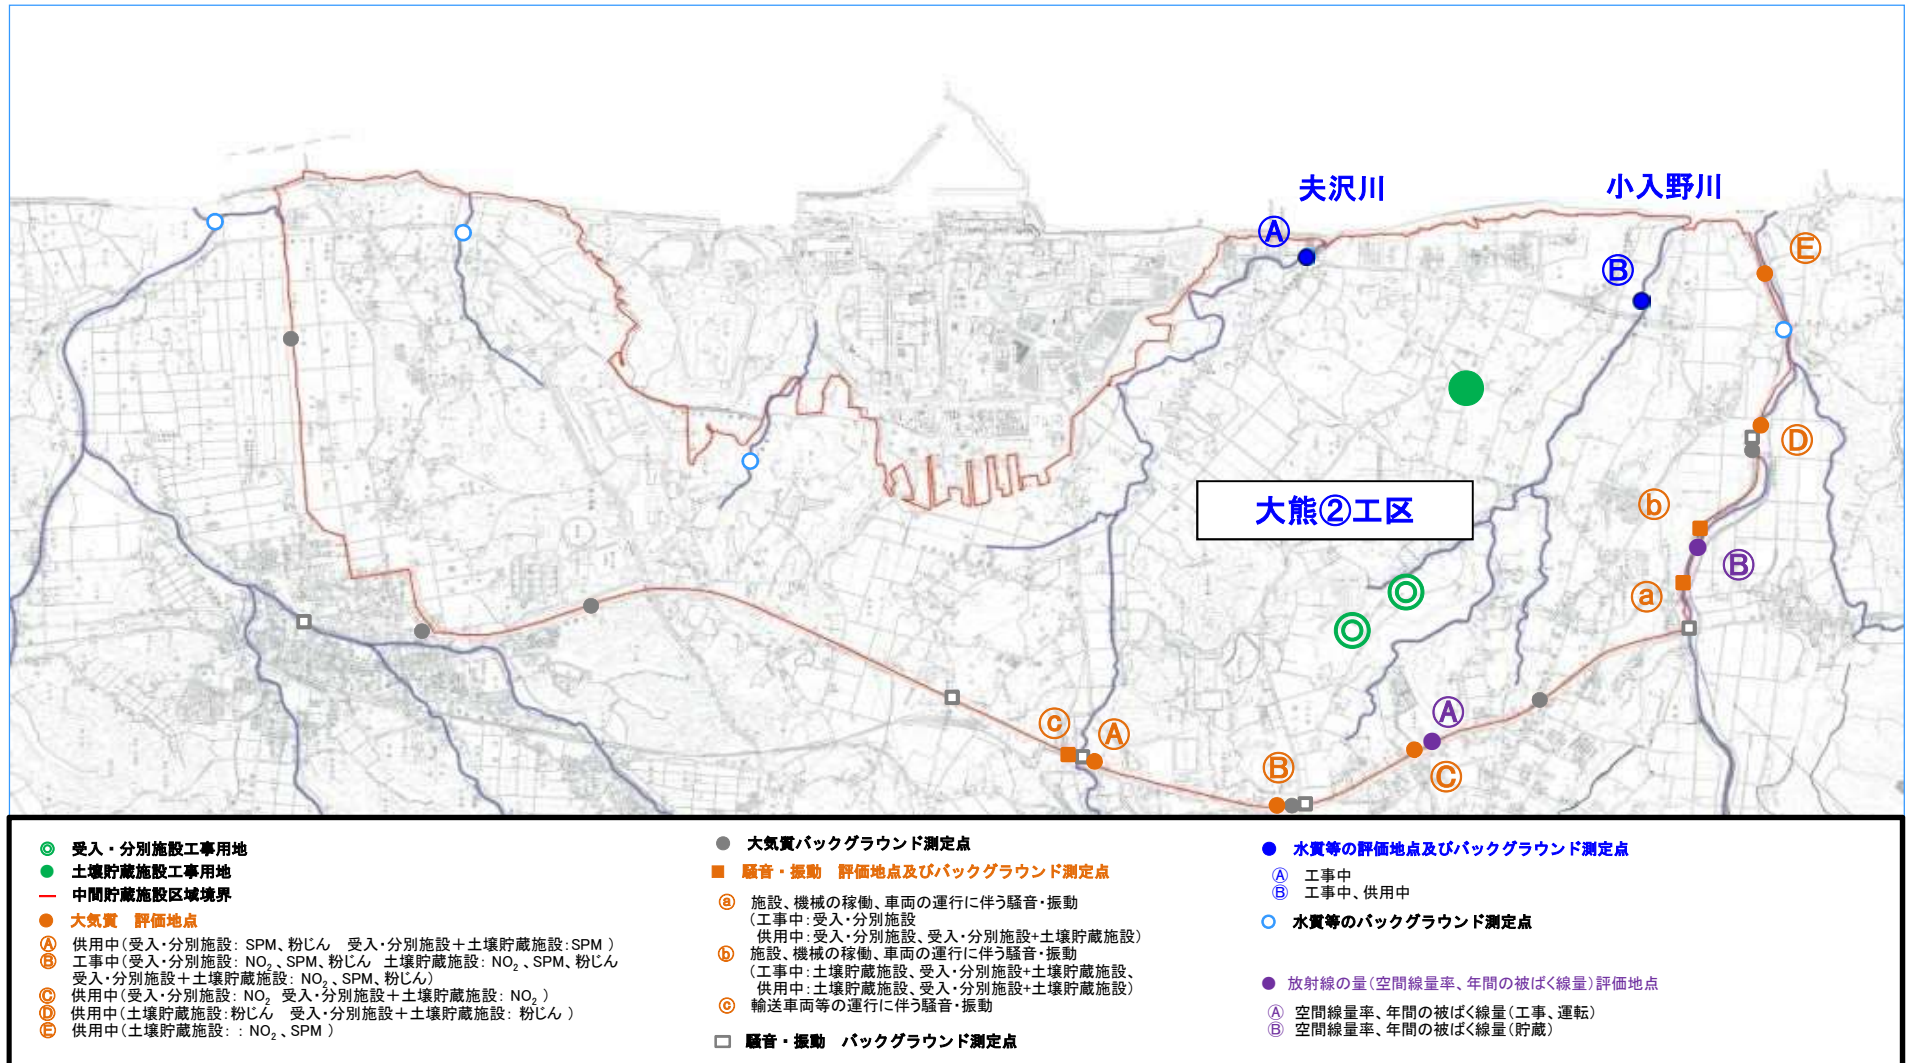 夫沢川
小入野川
Ⓐ
Ⓔ
Ⓑ
Ⓓ
大熊②工区
ⓑ
Ⓑ
ⓐ
Ⓐ
ⓒ
Ⓐ
Ⓑ
Ⓒ
◎ 受入・分別施設工事用地
● 土壌貯蔵施設工事用地
― 中間貯蔵施設区域境界
● 大気質 評価地点
Ⓐ 供用中(受入・分別施設: SPM、粉じん 受入・分別施設+土壌貯蔵施設:SPM )
Ⓑ 工事中(受入・分別施設: NO₂、SPM、粉じん 土壌貯蔵施設: NO₂ 、SPM、粉じん
受入・分別施設+土壌貯蔵施設: NO₂ 、SPM、粉じん)
Ⓒ 供用中(受入・分別施設: NO₂ 受入・分別施設+土壌貯蔵施設: NO₂ )
Ⓓ 供用中(土壌貯蔵施設:粉じん 受入・分別施設+土壌貯蔵施設: 粉じん )
Ⓔ 供用中(土壌貯蔵施設: : NO₂ 、SPM )
● 大気質バックグラウンド測定点
■ 騒音・振動 評価地点及びバックグラウンド測定点
ⓐ 施設、機械の稼働、車両の運行に伴う騒音・振動
(工事中:受入・分別施設
供用中:受入・分別施設、受入・分別施設+土壌貯蔵施設)
ⓑ 施設、機械の稼働、車両の運行に伴う騒音・振動
(工事中:土壌貯蔵施設、受入・分別施設+土壌貯蔵施設、
供用中:土壌貯蔵施設、受入・分別施設+土壌貯蔵施設)
ⓒ 輸送車両等の運行に伴う騒音・振動
□ 騒音・振動 バックグラウンド測定点
● 水質等の評価地点及びバックグラウンド測定点
Ⓐ 工事中
Ⓑ 工事中、供用中
○ 水質等のバックグラウンド測定点
● 放射線の量(空間線量率、年間の被ばく線量)評価地点
Ⓐ 空間線量率、年間の被ばく線量(工事、運転)
Ⓑ 空間線量率、年間の被ばく線量(貯蔵)